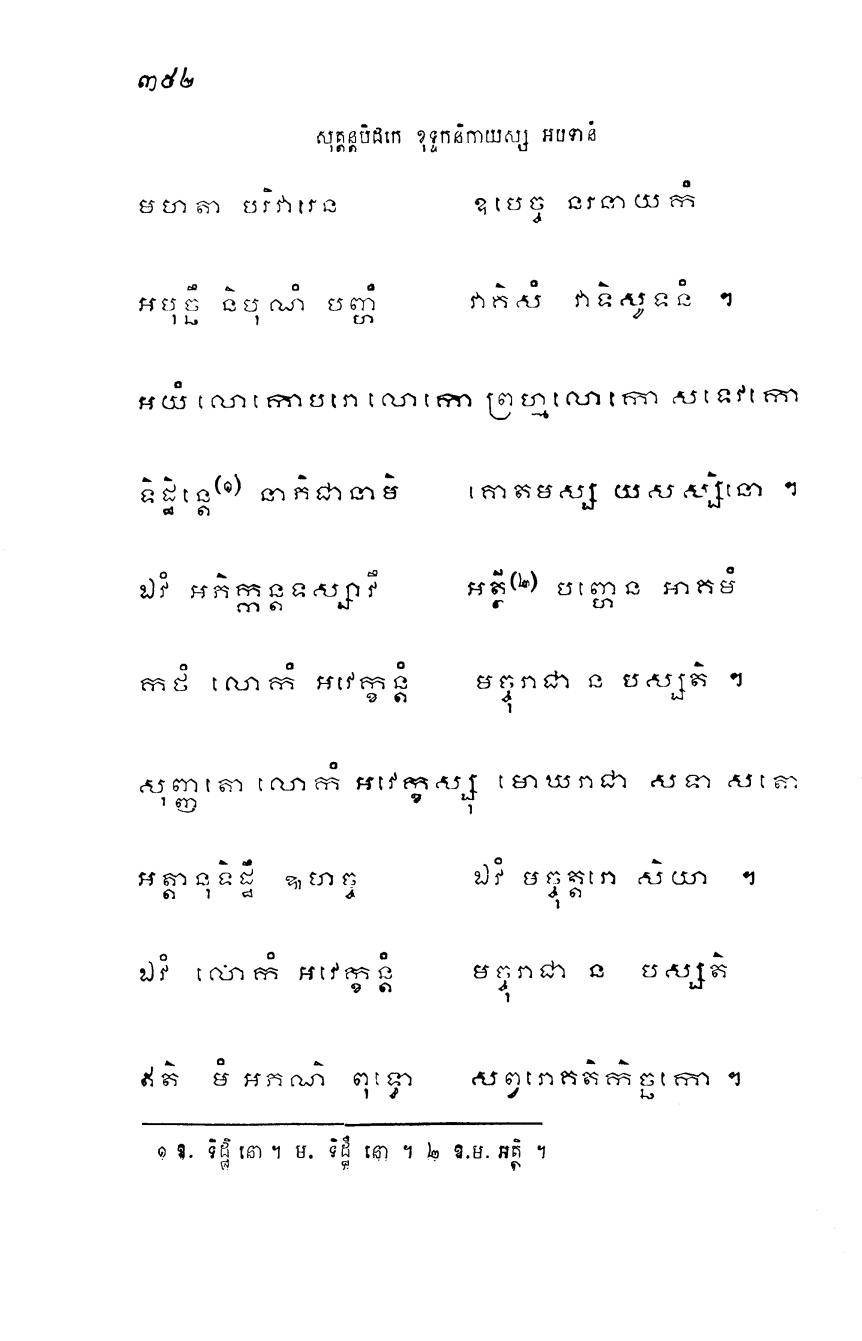 ៣៩២
សុត្តន្តបិដកេ ខុទ្ទកនិកាយស្ស អបទានំ
មហតា បរិវារេន ឧបេច្ច នរនាយកំ
អបុច្ឆឹ និបុណំ បញ្ហំ វាគិសំ វាទិសូទនំ ។
អយំ លោកោ បរោ លោកោ ព្រហ្មលោកោ សទេវកោ
ទិដ្ឋិន្តេ(១) នាភិជានាមិ គោតមស្ស យសស្សិនោ ។
ឯវំ អភិក្កន្តទស្សាវឹ អត្ថី(២) បញ្ហេន អាគមំ
កថំ លោកំ អវេក្ខន្តំ មច្ចុរាជា ន បស្សតិ ។
សុញ្ញតោ លោកំ អវេក្ខស្សុ មោឃរាជា សទា សតោ
អត្តានុទិដ្ឋឹ ឩហច្ច ឯវំ មច្ចុត្តរោ សិយា ។
ឯវំ លោកំ អវេក្ខន្តំ មច្ចុរាជា ន បស្សតិ
ឥតិ មំ អភណិ ពុទ្ធោ សព្វរោគតិកិច្ឆកោ ។
១ ឱ. ទិដ្ឋិ នោ ។ ម. ទិដ្ឋឹ នោ ។ ២ ឱ.ម. អត្ថិ ។